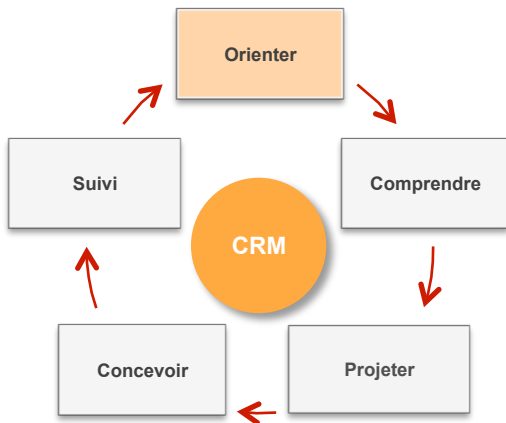 Orienter
Suivi
Comprendre
CRM
Concevoir
Projeter